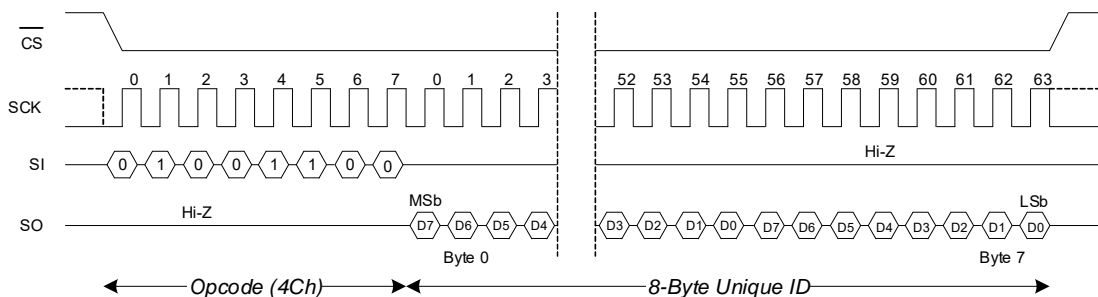 CS
0 1 2 3 4 5 6 7 0 1 2 3 52 53 54 55 56 57 58 59 60 61 62 63
SCK
Hi-Z
SI 0 1 0 0 1 1 0 0
MSb LSb
Hi-Z
SO D7 D6 D5 D4 D3 D2 D1 D0 D7 D6 D5 D4 D3 D2 D1 D0
Byte 0 Byte 7
Opcode (4Ch) 8-Byte Unique ID